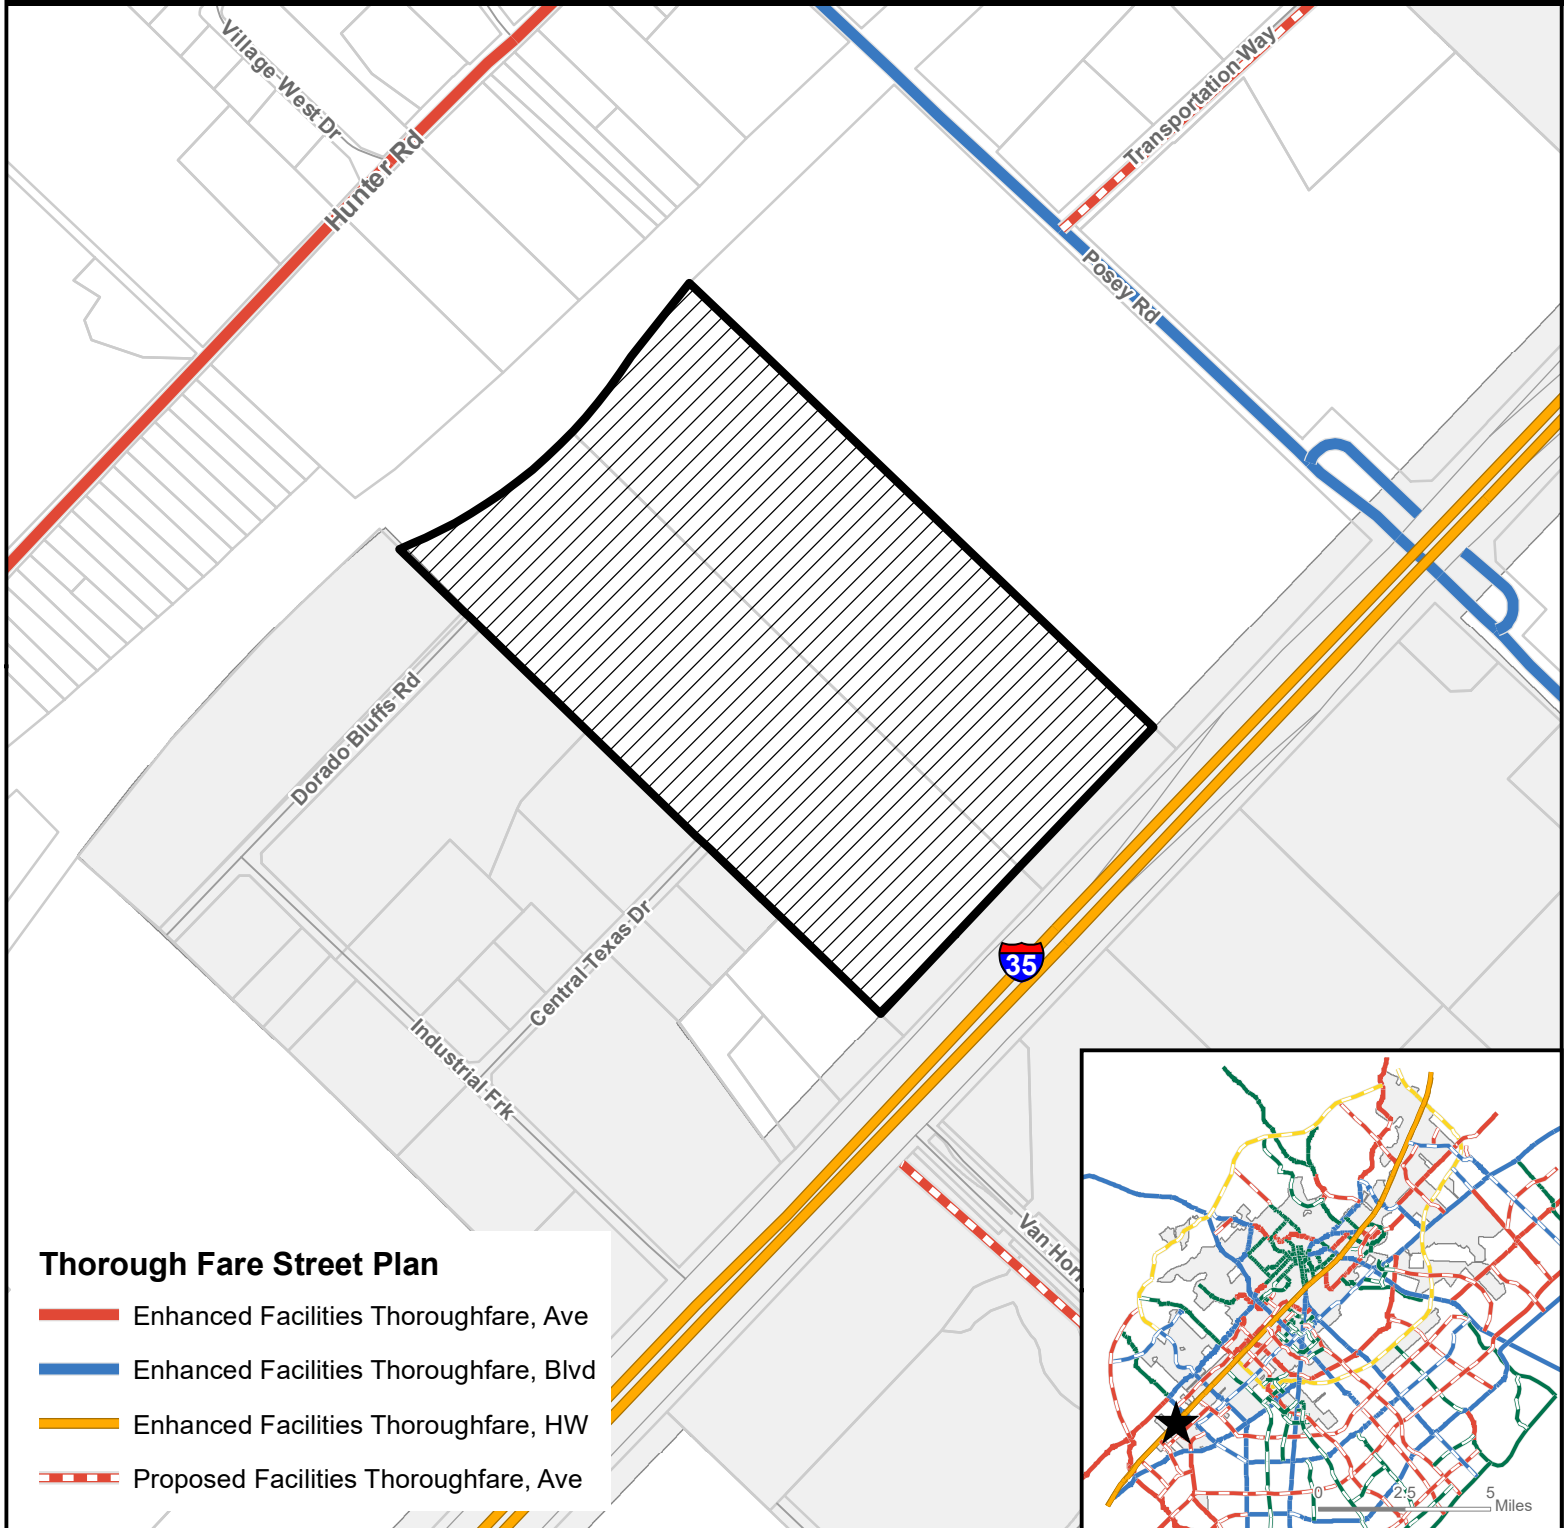 Village West Dr
Hunter Rd
Transportation Way
Posey Rd
Dorado Bluffs Rd
Central Texas Dr
35
Industrial Frk
Van Horn
Thorough Fare Street Plan
Enhanced Facilities Thoroughfare, Ave
Enhanced Facilities Thoroughfare, Blvd
Enhanced Facilities Thoroughfare, HW
Proposed Facilities Thoroughfare, Ave
0 2.5 5
Miles